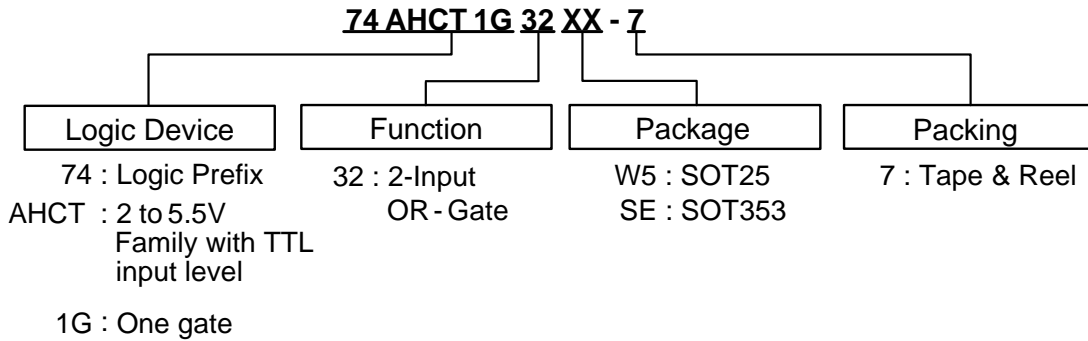 74 AHCT 1G 32 XX - 7
Logic Device
74 : Logic Prefix
AHCT : 2 to 5.5V
Family with TTL
input level
1G : One gate
Function
32 : 2-Input
OR - Gate
Package
W5 : SOT25
SE : SOT353
Packing
7 : Tape & Reel